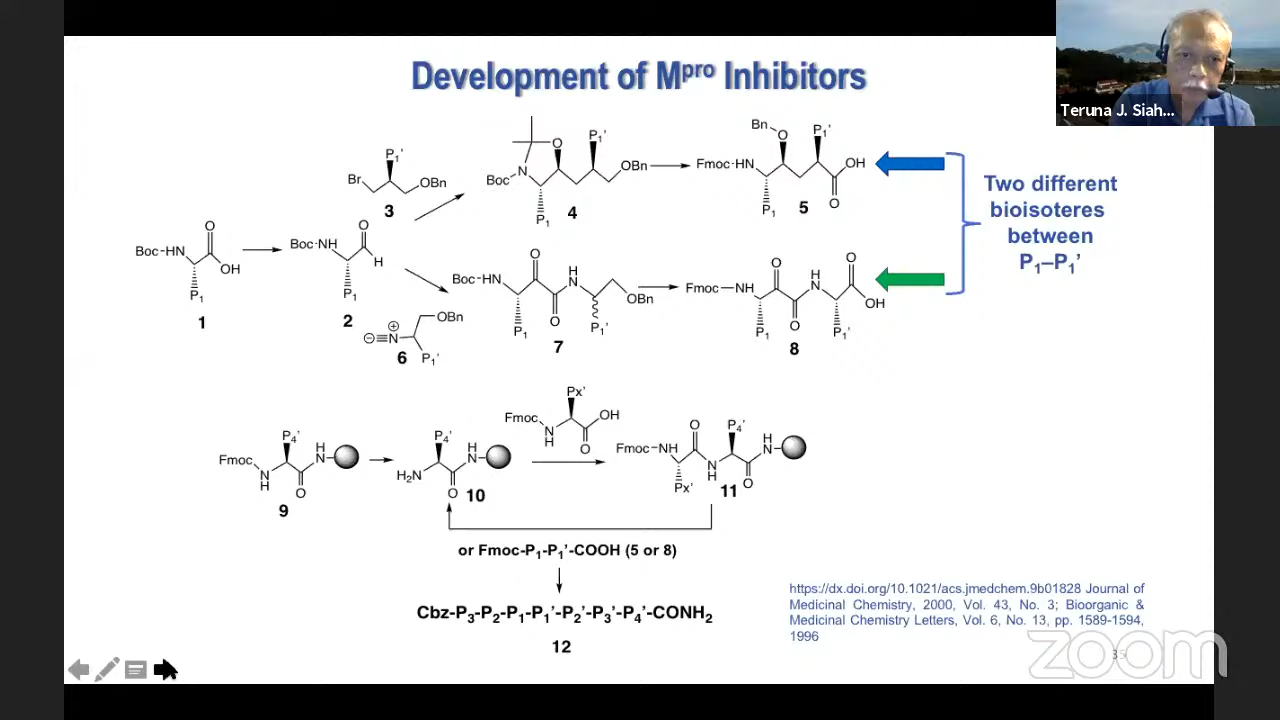 Development of Mpro Inhibitors
Teruna J. Siah...
Br
P1'
OBn
3
Boc-HN
O
OH
P1
1
Boc-NH
O
H
P1
2
⊖≡N⊕
OBn
P1'
6
O
N
Boc
P1'
OBn
P1
4
Bn
O
P1'
Fmoc-HN
OH
O
P1
5
Boc-HN
O
H
N
O
OBn
P1
P1'
7
Fmoc-NH
O
H
N
O
O
OH
P1
P1'
8
Two different
bioisoteres
between
P1–P1'
Fmoc
N
H
P4'
O
H
N
9
H2N
P4'
O
H
N
10
Fmoc
N
H
Px'
OH
O
Fmoc-NH
O
Px'
N
H
P4'
O
H
N
11
or Fmoc-P1-P1'-COOH (5 or 8)
Cbz-P3-P2-P1-P1'-P2'-P3'-P4'-CONH2
12
https://dx.doi.org/10.1021/acs.jmedchem.9b01828 Journal of
Medicinal Chemistry, 2000, Vol. 43, No. 3; Bioorganic &
Medicinal Chemistry Letters, Vol. 6, No. 13, pp. 1589-1594,
1996
zoom